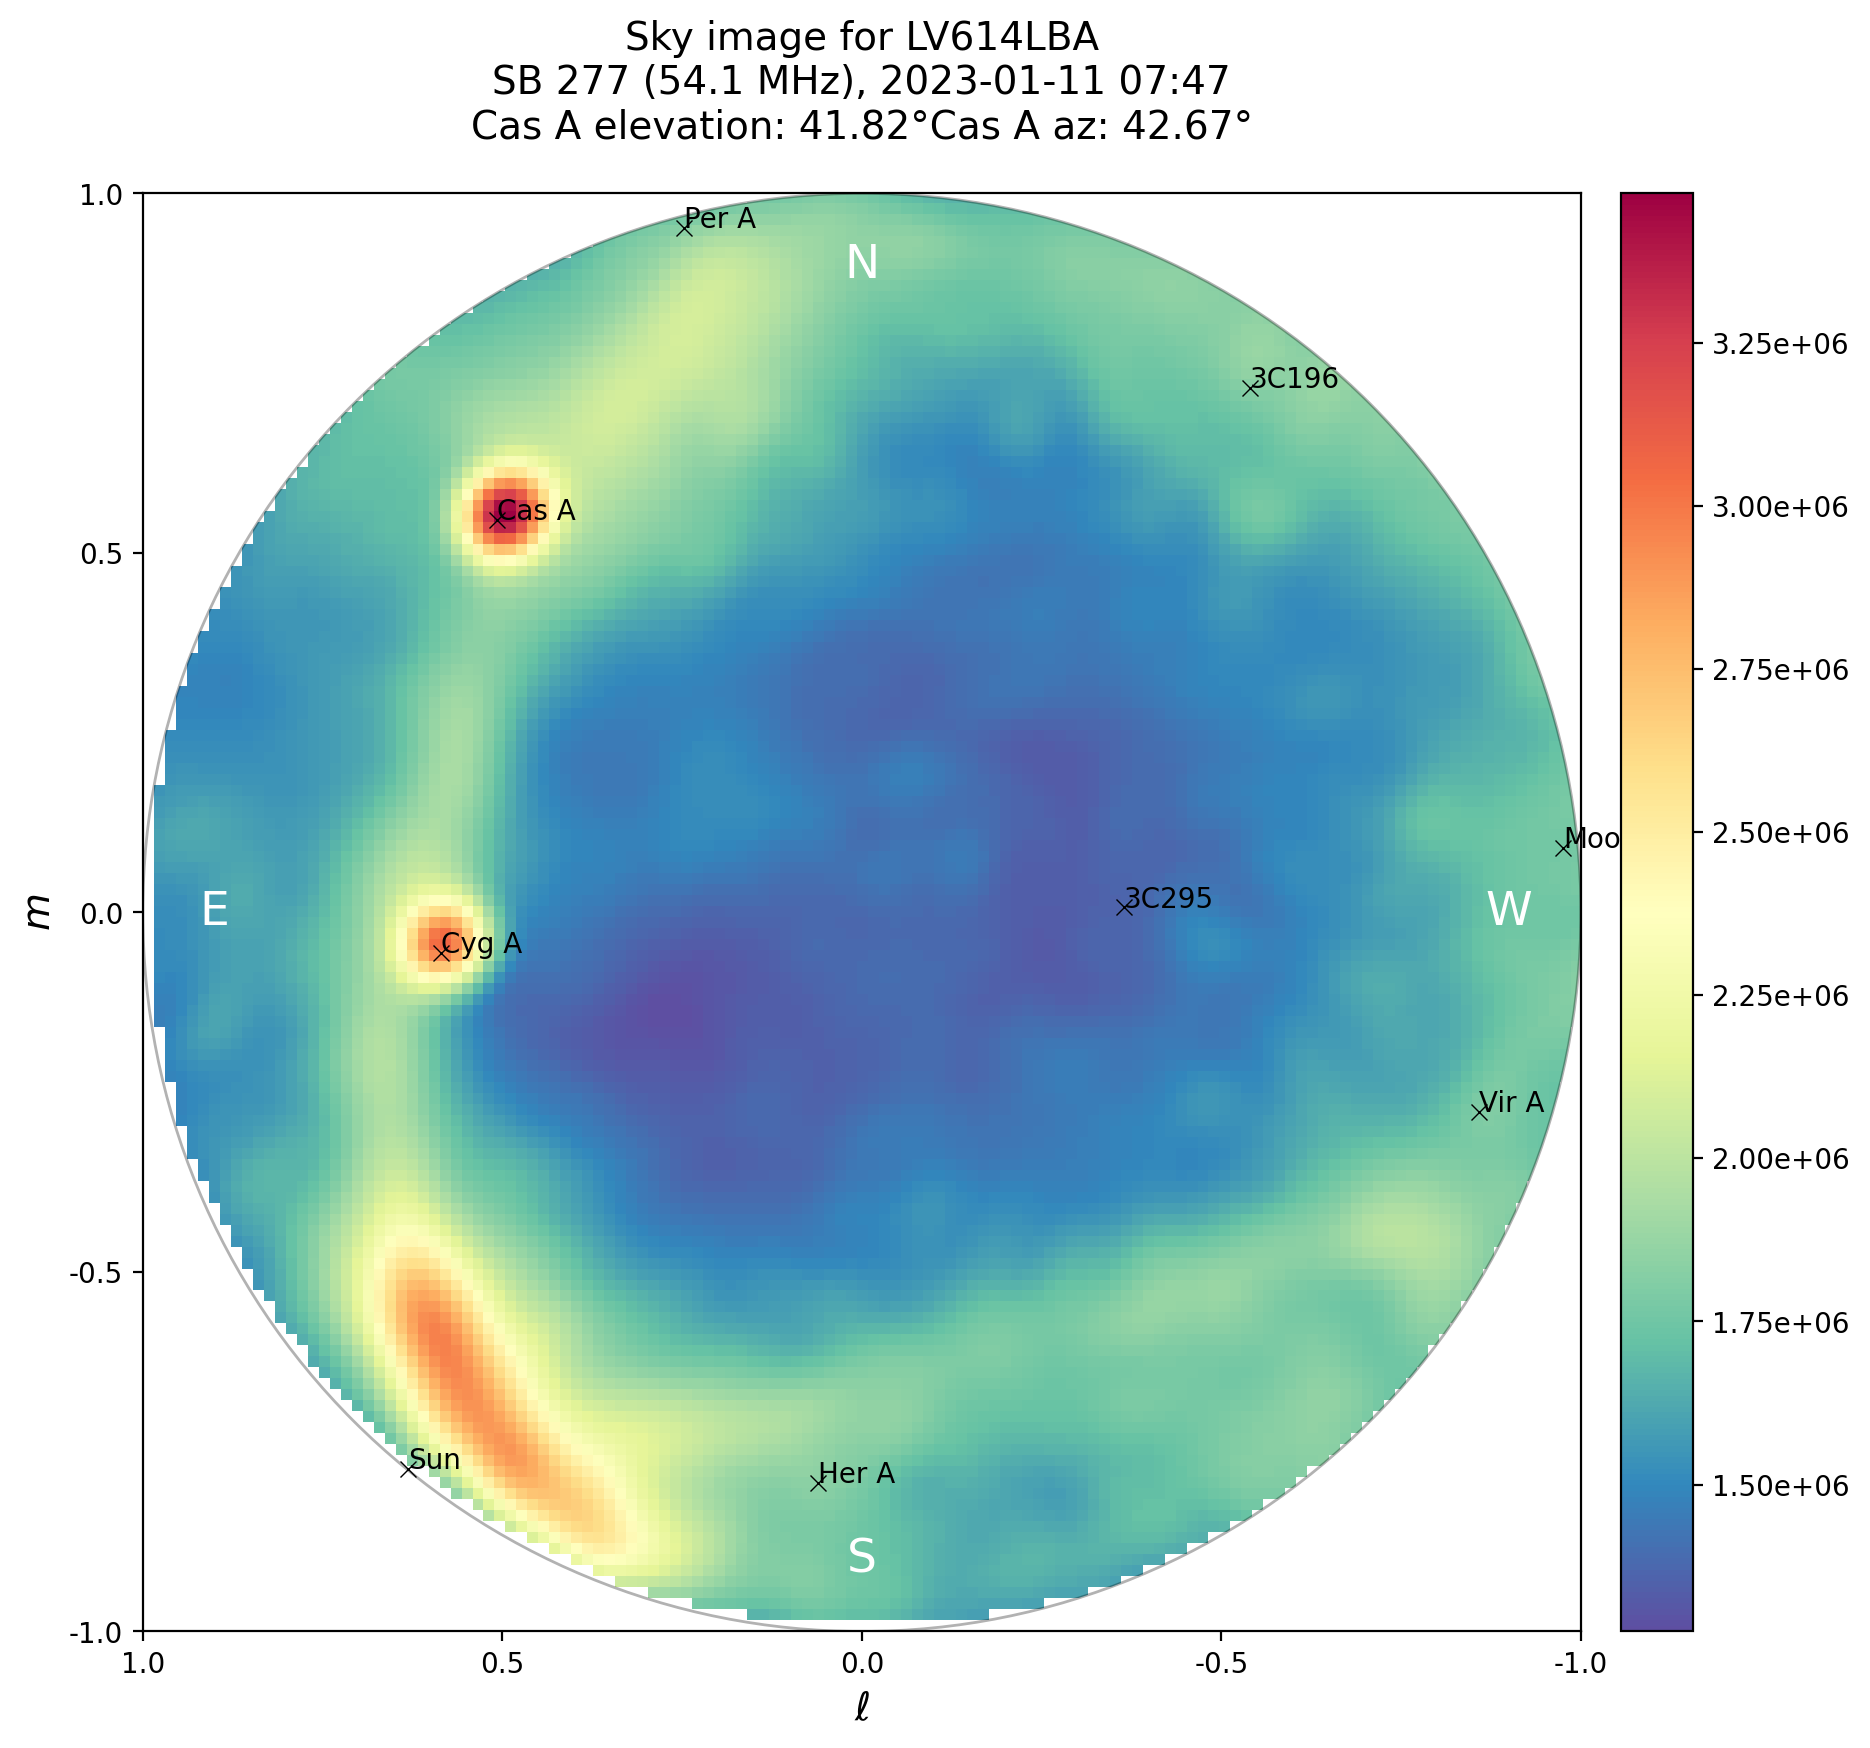 Sky image for LV614LBA
SB 277 (54.1 MHz), 2023-01-11 07:47
Cas A elevation: 41.82°Cas A az: 42.67°
1.0
Per A
N
3C196
3.25e+06
3.00e+06
Cas A
0.5
2.75e+06
2.50e+06
Moo
3C295
0.0
E
W
m
Cyg A
2.25e+06
2.00e+06
Vir A
-0.5
1.75e+06
Sun
Her A
1.50e+06
S
-1.0
1.0
0.5
0.0
-0.5
-1.0
ℓ